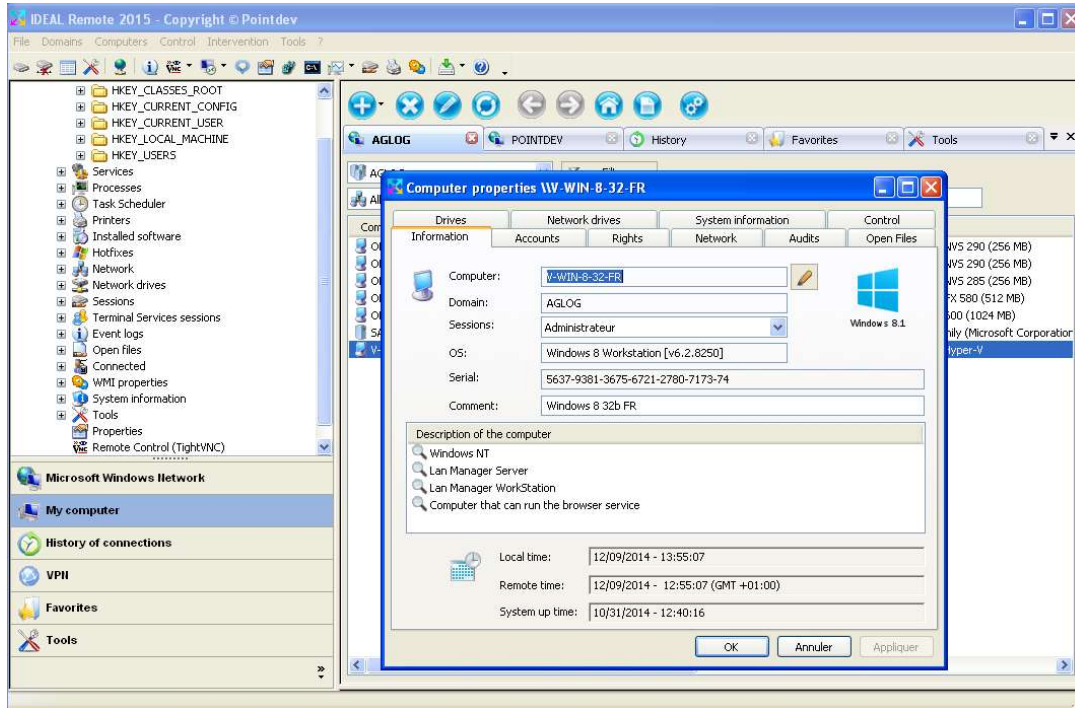 IDEAL Remote 2015 - Copyright © Pointdev
File Domains Computers Control Intervention Tools ?
HKEY_CLASSES_ROOT
HKEY_CURRENT_CONFIG
HKEY_CURRENT_USER
HKEY_LOCAL_MACHINE
HKEY_USERS
Services
Processes
Task Scheduler
Printers
Installed software
Hotfixes
Network
Network drives
Sessions
Terminal Services sessions
Event logs
Open files
Connected
WMI properties
System information
Tools
Properties
Remote Control (TightVNC)
Microsoft Windows Network
My computer
History of connections
VPN
Favorites
Tools
AGLOG POINTDEV History Favorites Tools
Computer properties \\V-WIN-8-32-FR
Drives Network drives System information Control
Information Accounts Rights Network Audits Open Files
Computer: V-WIN-8-32-FR
Domain: AGLOG
Sessions: Administrateur
OS: Windows 8 Workstation [v6.2.8250]
Serial: 5637-9381-3675-6721-2780-7173-74
Comment: Windows 8 32b FR
Windows 8.1
Description of the computer
Windows NT
Lan Manager Server
Lan Manager WorkStation
Computer that can run the browser service
Local time: 12/09/2014 - 13:55:07
Remote time: 12/09/2014 - 12:55:07 (GMT +01:00)
System up time: 10/31/2014 - 12:40:16
OK Annuler Appliquer
NVS 290 (256 MB)
NVS 290 (256 MB)
NVS 285 (256 MB)
FX 580 (512 MB)
(1024 MB)
(Microsoft Corporation
Hyper-V